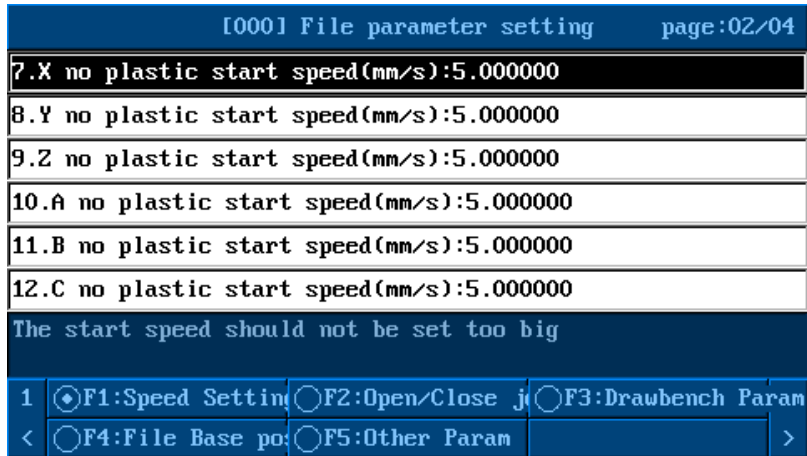 [000] File parameter setting page:02/04
7.X no plastic start speed(mm/s):5.000000
8.Y no plastic start speed(mm/s):5.000000
9.Z no plastic start speed(mm/s):5.000000
10.A no plastic start speed(mm/s):5.000000
11.B no plastic start speed(mm/s):5.000000
12.C no plastic start speed(mm/s):5.000000
The start speed should not be set too big
1 F1:Speed Settin F2:Open/Close j F3:Drawbench Param
< F4:File Base po F5:Other Param >